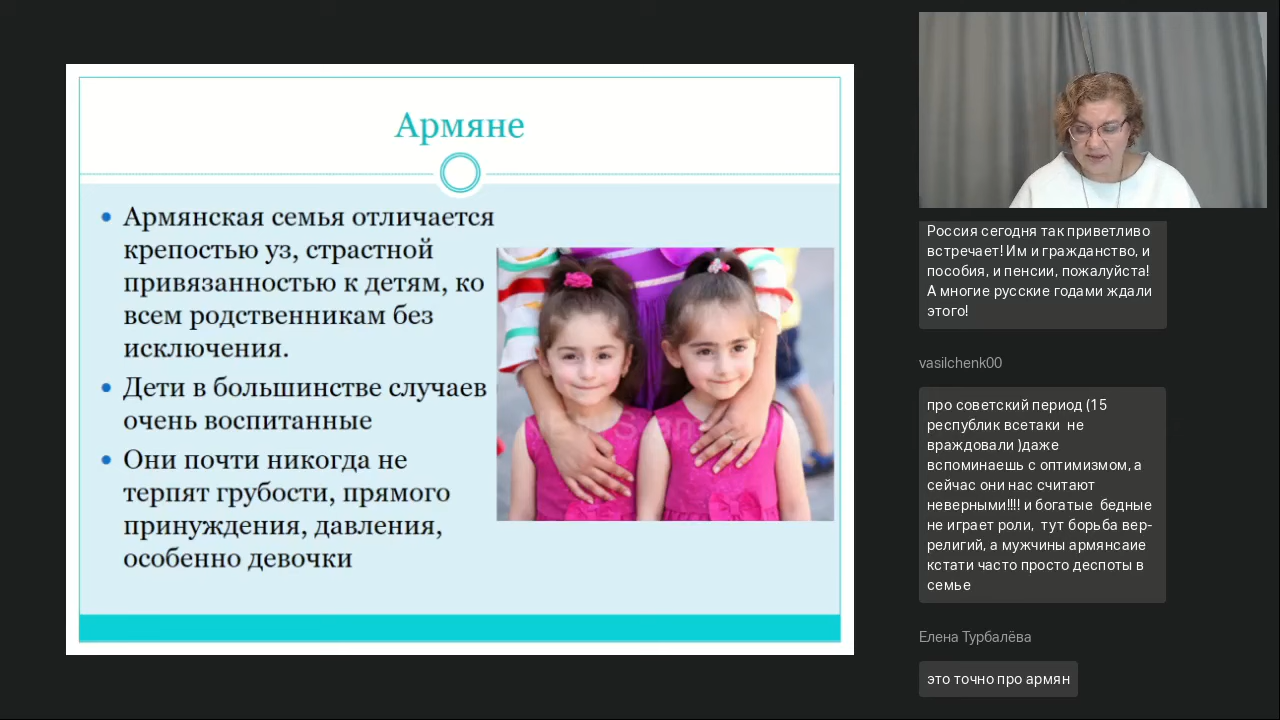 Армяне
• Армянская семья отличается
крепостью уз, страстной
привязанностью к детям, ко
всем родственникам без
исключения.
• Дети в большинстве случаев
очень воспитанные
• Они почти никогда не
терпят грубости, прямого
принуждения, давления,
особенно девочки
Россия сегодня так приветливо
встречает! Им и гражданство, и
пособия, и пенсии, пожалуйста!
А многие русские годами ждали
этого!
vasilchenk00
про советский период (15
республик всетаки не
враждовали )даже
вспоминаешь с оптимизмом, а
сейчас они нас считают
неверными!!!! и богатые бедные
не играет роли, тут борьба вер-
религий, а мужчины армянсаие
кстати часто просто деспоты в
семье
Елена Турбалёва
это точно про армян